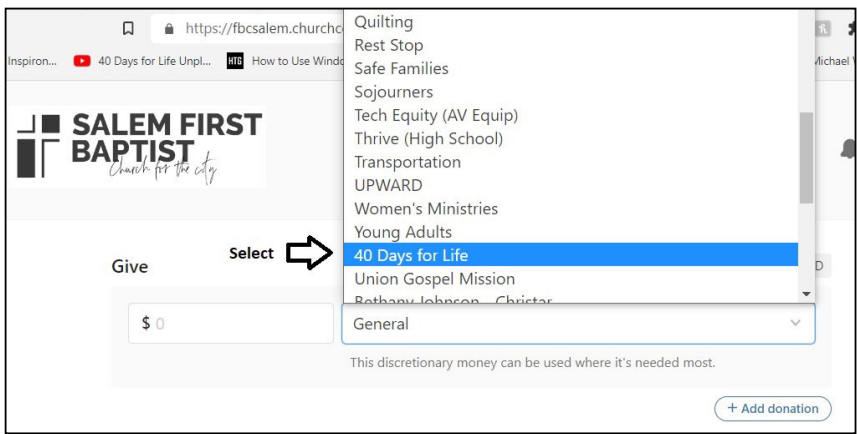 https://fbcsalem.churchc
Inspiron...
40 Days for Life Unpl...
HTG
How to Use Windo
Michael
SALEM FIRST
BAPTIST
Church for the city
Quilting
Rest Stop
Safe Families
Sojourners
Tech Equity (AV Equip)
Thrive (High School)
Transportation
UPWARD
Women's Ministries
Young Adults
40 Days for Life
Union Gospel Mission
Bethany Johnson - Christar
Select
Give
D
$ 0
General
This discretionary money can be used where it's needed most.
+ Add donation